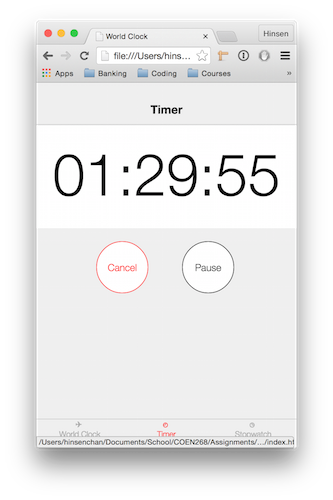 World Clock
Hinsen
file:///Users/hins...
Apps Banking Coding Courses »
Timer
01:29:55
Cancel Pause
World Clock Timer Stopwatch
/Users/hinsenchan/Documents/School/COEN268/Assignments/.../index.ht